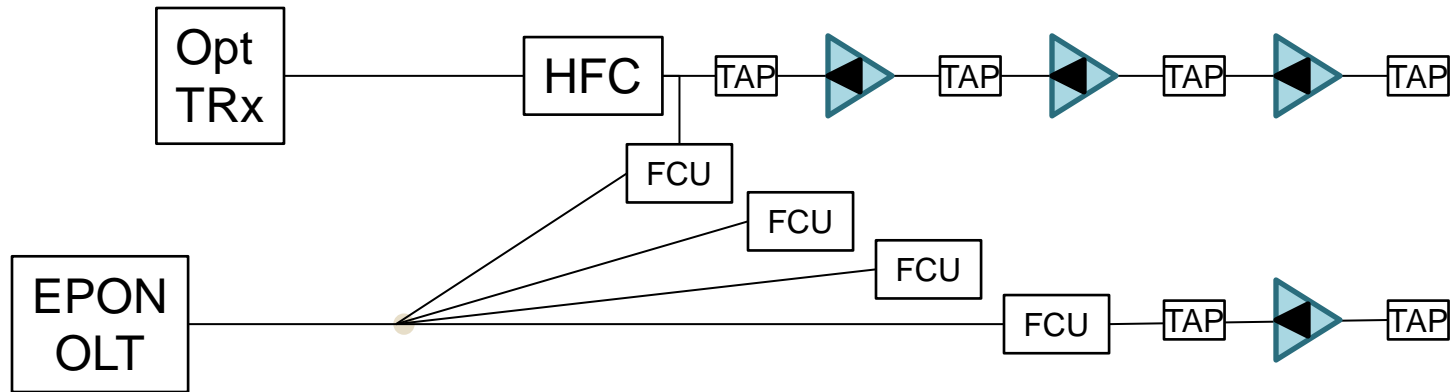 Opt
TRx
HFC
TAP
TAP
TAP
TAP
FCU
FCU
FCU
EPON
OLT
FCU
TAP
TAP